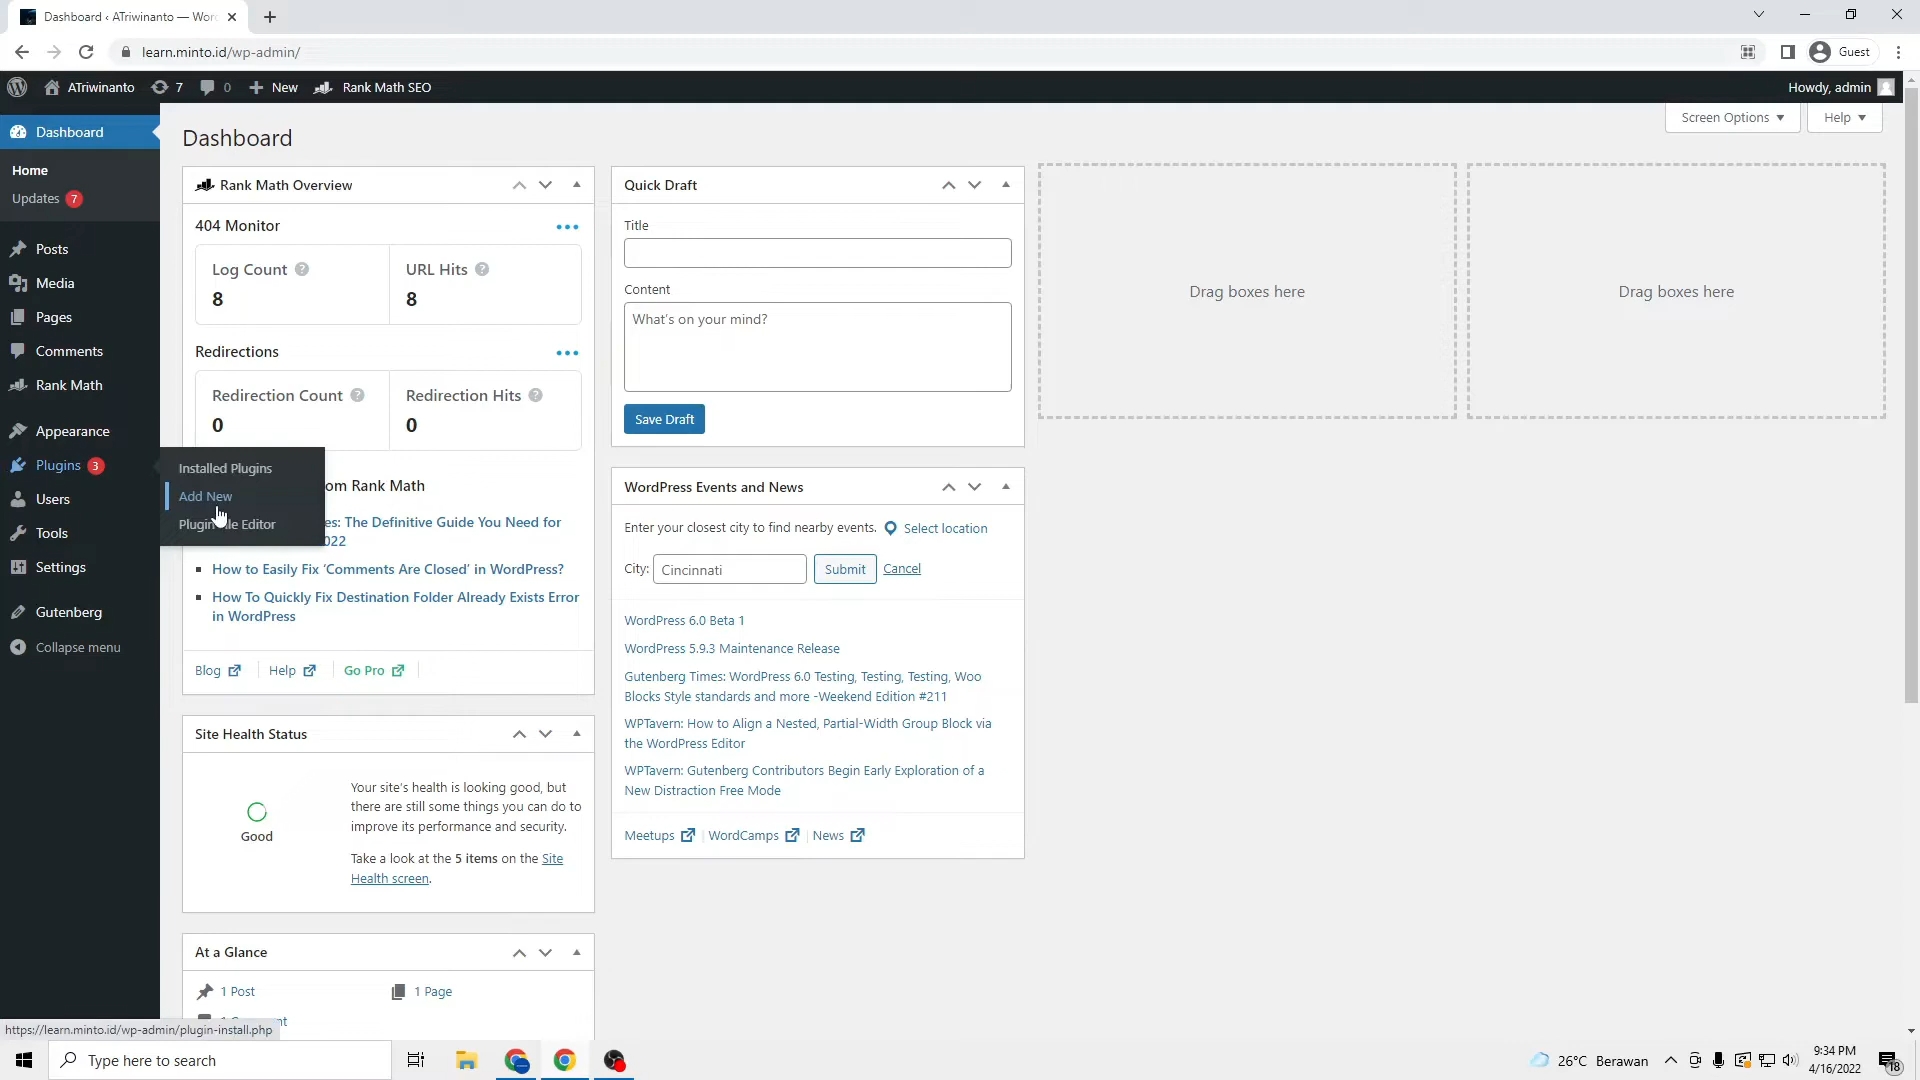 Dashboard ‹ ATriwinanto — Wor
learn.minto.id/wp-admin/
Guest
ATriwinanto
7
0
New
Rank Math SEO
Howdy, admin
Screen Options
Help
Dashboard
Home
Updates 7
Posts
Media
Pages
Comments
Rank Math
Appearance
Plugins 3
Users
Tools
Settings
Gutenberg
Collapse menu
Installed Plugins
Add New
Plugin File Editor
Dashboard
Rank Math Overview
404 Monitor
Log Count
8
URL Hits
8
Redirections
Redirection Count
0
Redirection Hits
0
om Rank Math
es: The Definitive Guide You Need for
022
How to Easily Fix ‘Comments Are Closed’ in WordPress?
How To Quickly Fix Destination Folder Already Exists Error
in WordPress
Blog
Help
Go Pro
Site Health Status
Good
Your site's health is looking good, but
there are still some things you can do to
improve its performance and security.
Take a look at the 5 items on the Site
Health screen.
At a Glance
1 Post
1 Page
Quick Draft
Title
Content
What's on your mind?
Save Draft
WordPress Events and News
Enter your closest city to find nearby events.
Select location
City:
Cincinnati
Submit
Cancel
WordPress 6.0 Beta 1
WordPress 5.9.3 Maintenance Release
Gutenberg Times: WordPress 6.0 Testing, Testing, Testing, Woo
Blocks Style standards and more -Weekend Edition #211
WPTavern: How to Align a Nested, Partial-Width Group Block via
the WordPress Editor
WPTavern: Gutenberg Contributors Begin Early Exploration of a
New Distraction Free Mode
Meetups
WordCamps
News
Drag boxes here
Drag boxes here
https://learn.minto.id/wp-admin/plugin-install.php
Type here to search
26°C Berawan
9:34 PM
4/16/2022
18